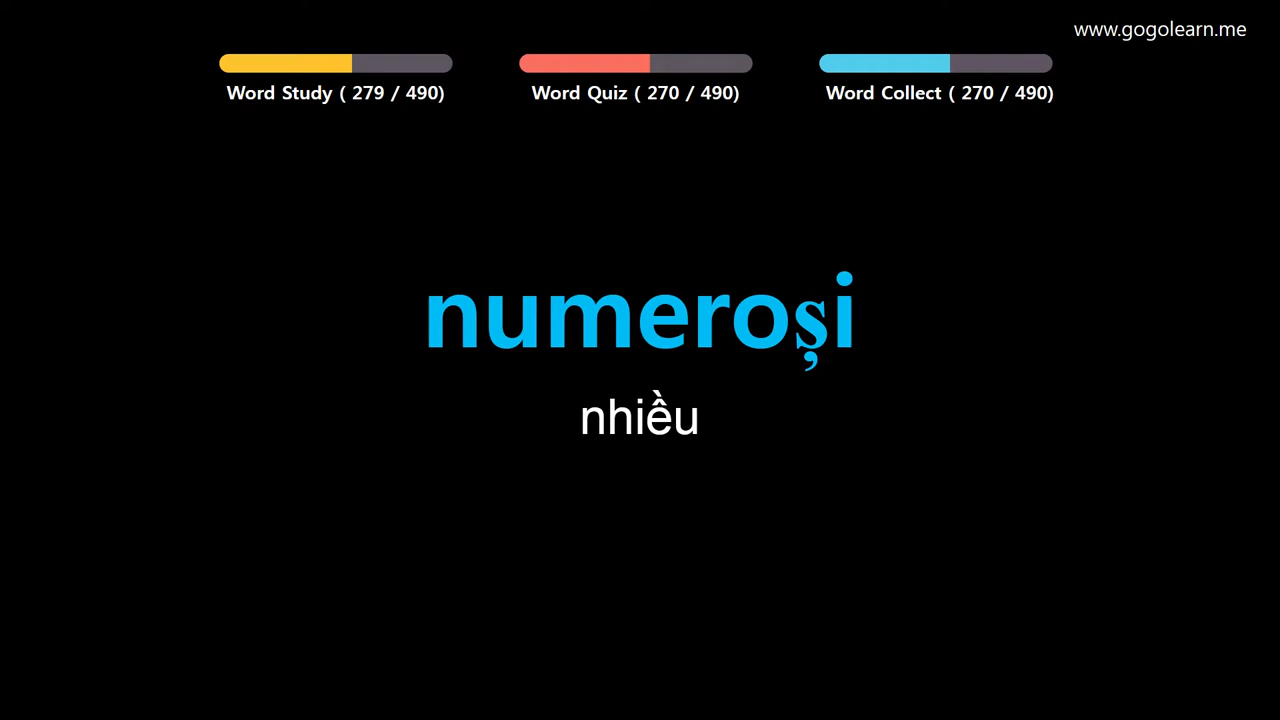 www.gogolearn.me
Word Study ( 279 / 490)
Word Quiz ( 270 / 490)
Word Collect ( 270 / 490)
numeroși
nhiều